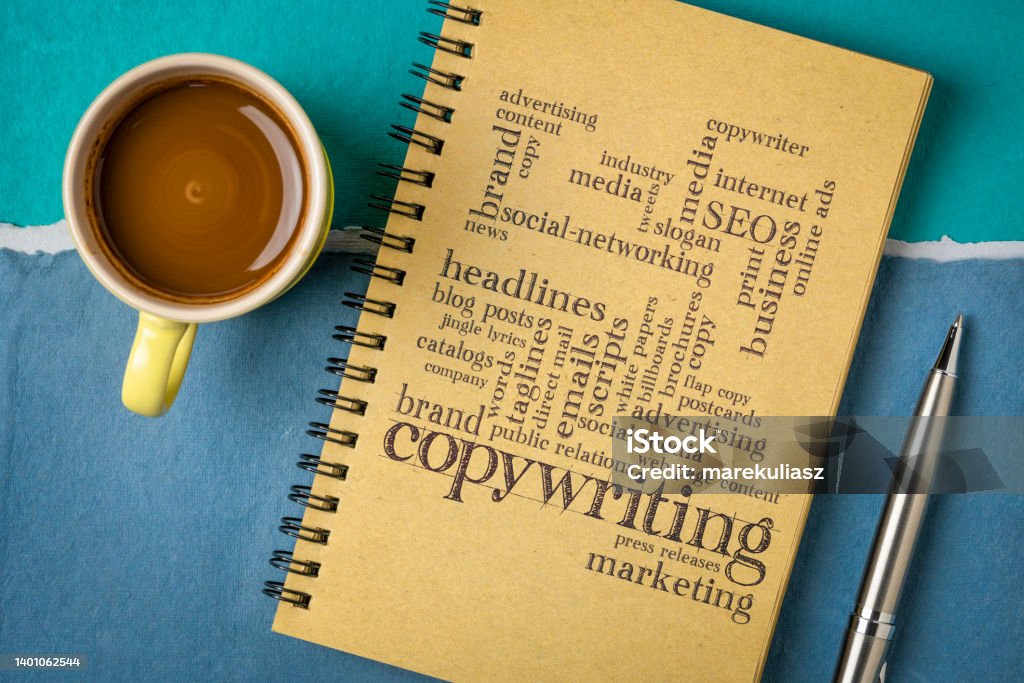 advertising
content
brand
copy
copywriter
industry
media
tweets
media
internet
SEO
slogan
social-networking
news
print
business
online ads
headlines
blog posts
jingle lyrics
catalogs
company
words
taglines
direct mail
emails
scripts
white papers
billboards
brochures
copy
flap copy
postcards
brand
advertising
public relations
content
copywriting
press releases
marketing
iStock
Credit: marekuliasz
1401062544